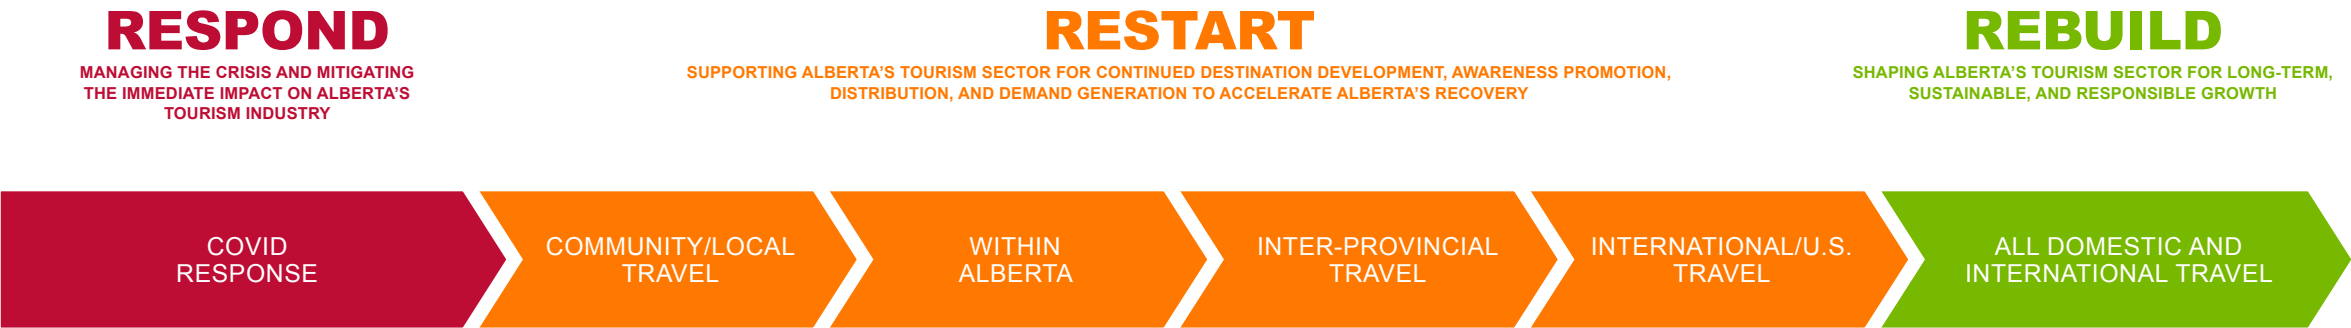 RESPOND
MANAGING THE CRISIS AND MITIGATING
THE IMMEDIATE IMPACT ON ALBERTA'S
TOURISM INDUSTRY
RESTART
SUPPORTING ALBERTA'S TOURISM SECTOR FOR CONTINUED DESTINATION DEVELOPMENT, AWARENESS PROMOTION,
DISTRIBUTION, AND DEMAND GENERATION TO ACCELERATE ALBERTA'S RECOVERY
REBUILD
SHAPING ALBERTA'S TOURISM SECTOR FOR LONG-TERM,
SUSTAINABLE, AND RESPONSIBLE GROWTH
COVID
RESPONSE
COMMUNITY/LOCAL
TRAVEL
WITHIN
ALBERTA
INTER-PROVINCIAL
TRAVEL
INTERNATIONAL/U.S.
TRAVEL
ALL DOMESTIC AND
INTERNATIONAL TRAVEL